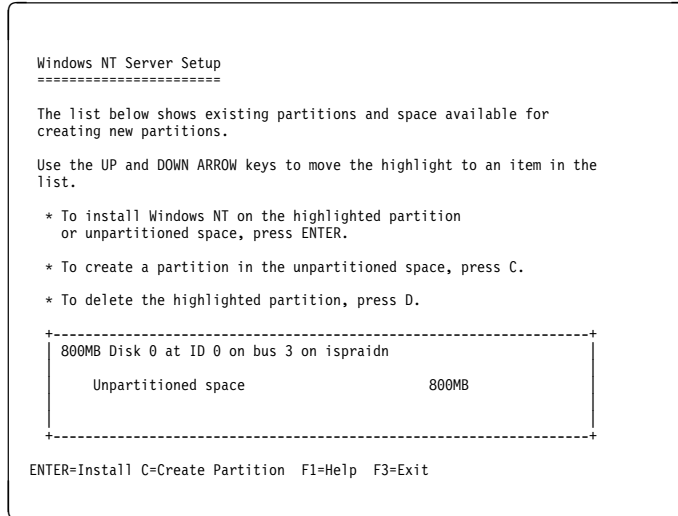 Windows NT Server Setup
=======================
The list below shows existing partitions and space available for
creating new partitions.
Use the UP and DOWN ARROW keys to move the highlight to an item in the
list.
* To install Windows NT on the highlighted partition
or unpartitioned space, press ENTER.
* To create a partition in the unpartitioned space, press C.
* To delete the highlighted partition, press D.
+-------------------------------------------------------------------+
800MB Disk 0 at ID 0 on bus 3 on ispraidn
Unpartitioned space 800MB
+-------------------------------------------------------------------+
ENTER=Install C=Create Partition F1=Help F3=Exit